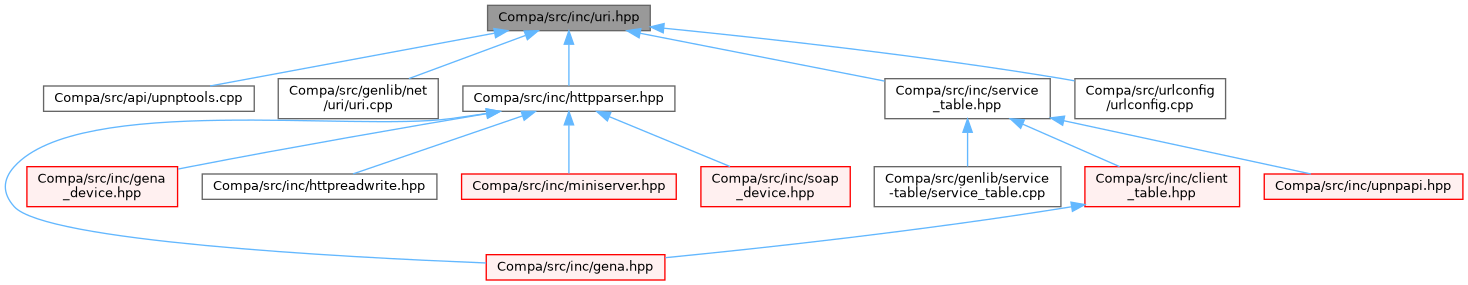 Compa/src/inc/uri.hpp
Compa/src/api/upnptools.cpp
Compa/src/genlib/net
/uri/uri.cpp
Compa/src/inc/httpparser.hpp
Compa/src/inc/service
_table.hpp
Compa/src/urlconfig
/urlconfig.cpp
Compa/src/inc/gena
_device.hpp
Compa/src/inc/httpreadwrite.hpp
Compa/src/inc/miniserver.hpp
Compa/src/inc/soap
_device.hpp
Compa/src/genlib/service
-table/service_table.cpp
Compa/src/inc/client
_table.hpp
Compa/src/inc/upnpapi.hpp
Compa/src/inc/gena.hpp